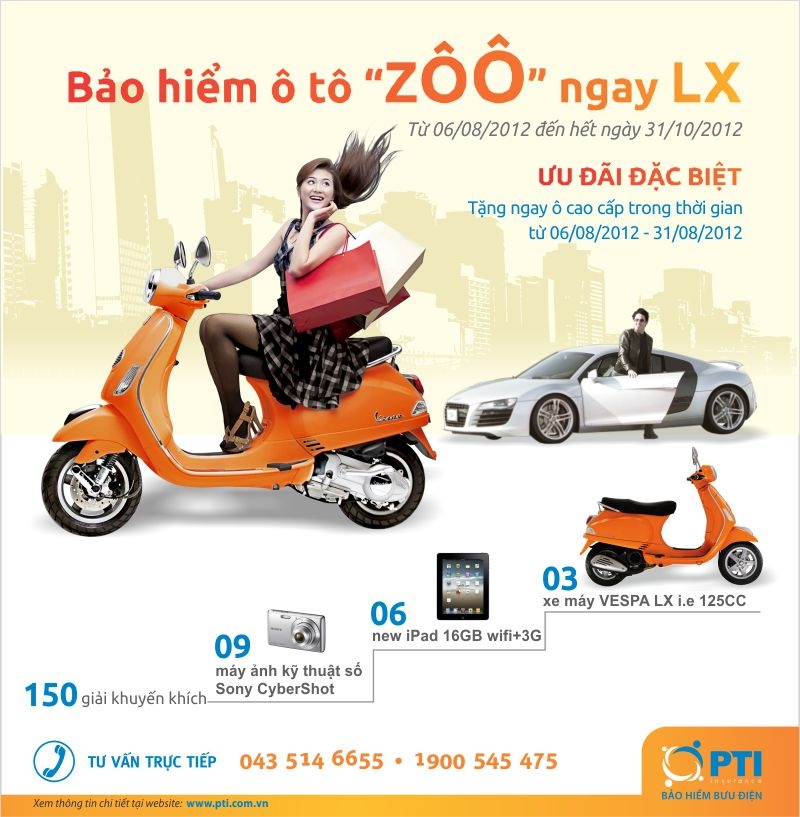 Bảo hiểm ô tô “ZÔÔ” ngay LX
Từ 06/08/2012 đến hết ngày 31/10/2012
ƯU ĐÃI ĐẶC BIỆT
Tặng ngay ô cao cấp trong thời gian
từ 06/08/2012 - 31/08/2012
Vespa
03
xe máy VESPA LX i.e 125CC
06
new iPad 16GB wifi+3G
09
máy ảnh kỹ thuật số
Sony CyberShot
150 giải khuyến khích
TƯ VẤN TRỰC TIẾP 043 514 6655 • 1900 545 475
PTI
insurance
BẢO HIỂM BƯU ĐIỆN
Xem thông tin chi tiết tại website: www.pti.com.vn